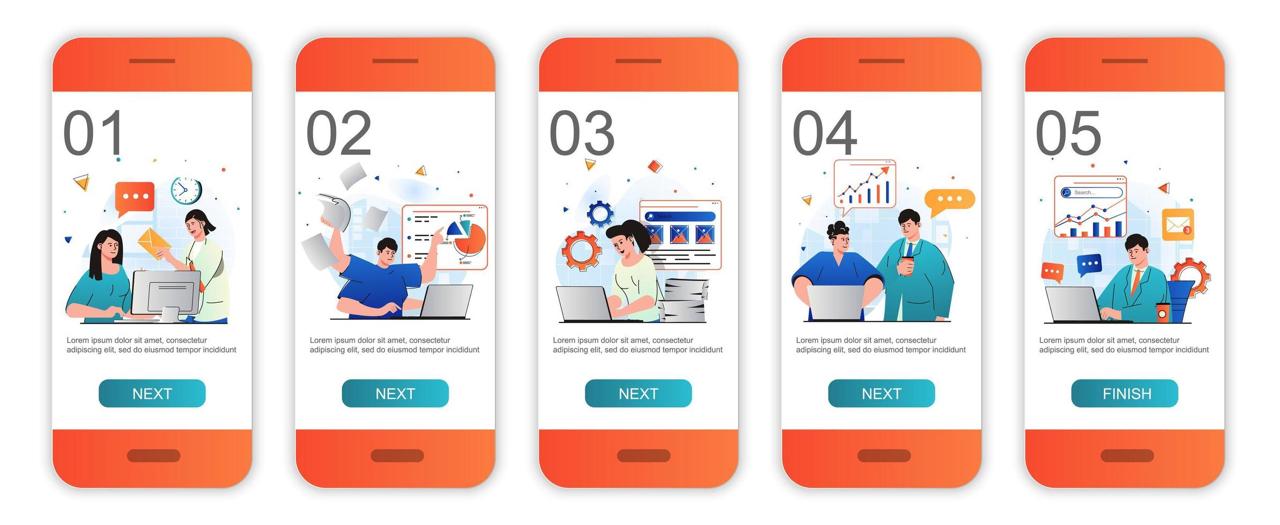 01
Lorem ipsum dolor sit amet, consectetur
adipiscing elit, sed do eiusmod tempor incididunt
NEXT
02
Lorem ipsum dolor sit amet, consectetur
adipiscing elit, sed do eiusmod tempor incididunt
NEXT
03
Lorem ipsum dolor sit amet, consectetur
adipiscing elit, sed do eiusmod tempor incididunt
NEXT
04
Lorem ipsum dolor sit amet, consectetur
adipiscing elit, sed do eiusmod tempor incididunt
NEXT
05
Search...
3
Lorem ipsum dolor sit amet, consectetur
adipiscing elit, sed do eiusmod tempor incididunt
FINISH